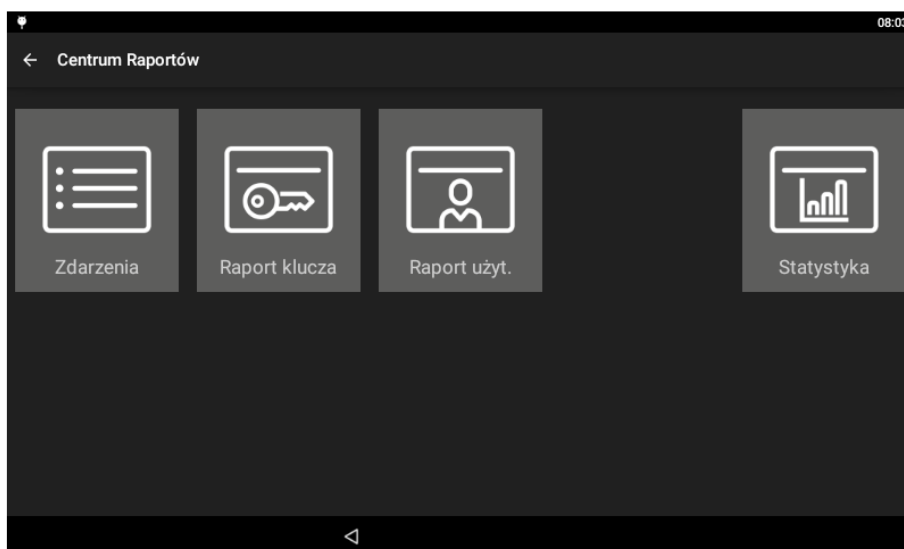 08:03
Centrum Raportów
Zdarzenia
Raport klucza
Raport użyt.
Statystyka